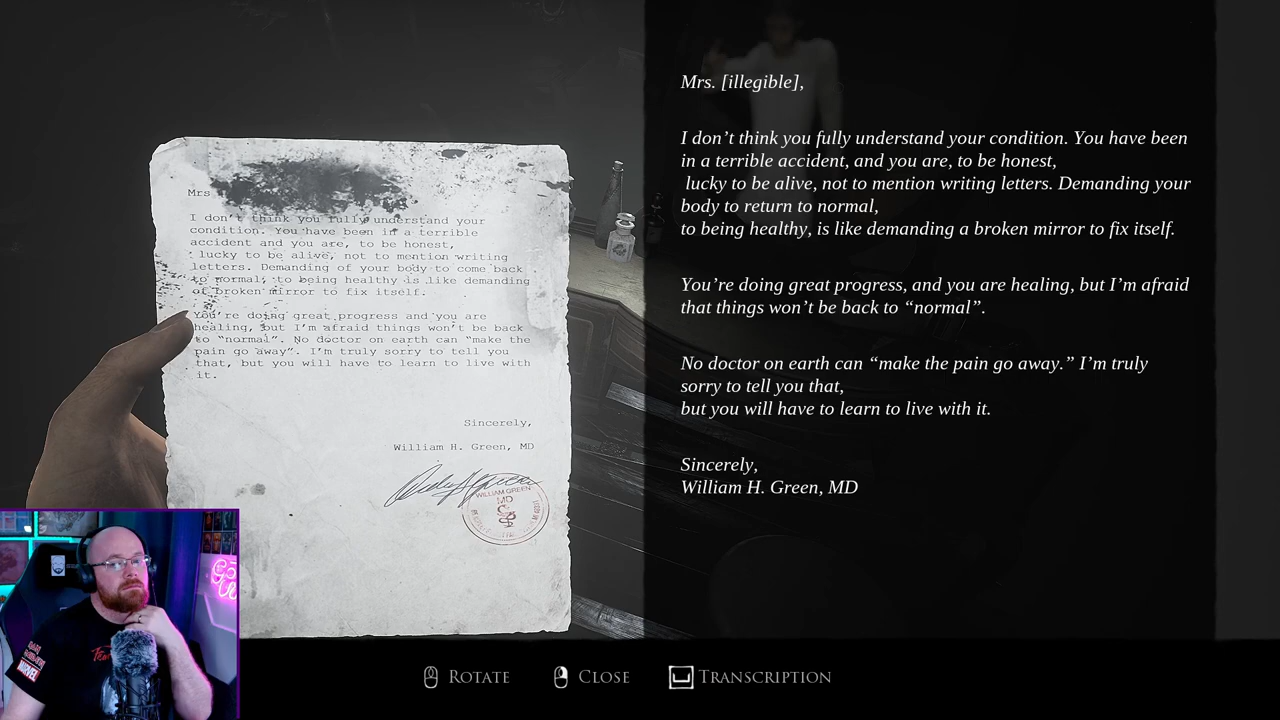 Mrs
I don't think you fully understand your
condition. You have been in a terrible
accident and you are, to be honest,
lucky to be alive, not to mention writing
letters. Demanding of your body to come back
to normal, to being healthy is like demanding
of broken mirror to fix itself.
You're doing great progress and you are
healing, but I'm afraid things won't be back
to “normal”. No doctor on earth can “make the
pain go away”. I'm truly sorry to tell you
that, but you will have to learn to live with
it.
Sincerely,
William H. Green, MD
WILLIAM GREEN
MD
Mrs. [illegible],
I don’t think you fully understand your condition. You have been
in a terrible accident, and you are, to be honest,
lucky to be alive, not to mention writing letters. Demanding your
body to return to normal,
to being healthy, is like demanding a broken mirror to fix itself.
You’re doing great progress, and you are healing, but I’m afraid
that things won’t be back to “normal”.
No doctor on earth can “make the pain go away.” I’m truly
sorry to tell you that,
but you will have to learn to live with it.
Sincerely,
William H. Green, MD
MARVEL
ROTATE
CLOSE
TRANSCRIPTION